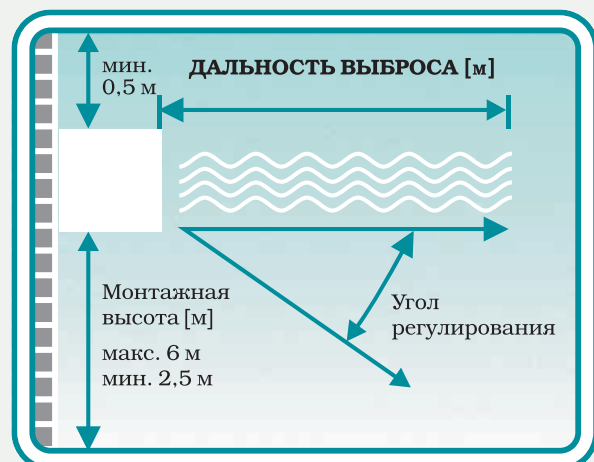 мин.
0,5 м
ДАЛЬНОСТЬ ВЫБРОСА [м]
Монтажная
высота [м]
макс. 6 м
мин. 2,5 м
Угол
регулирования